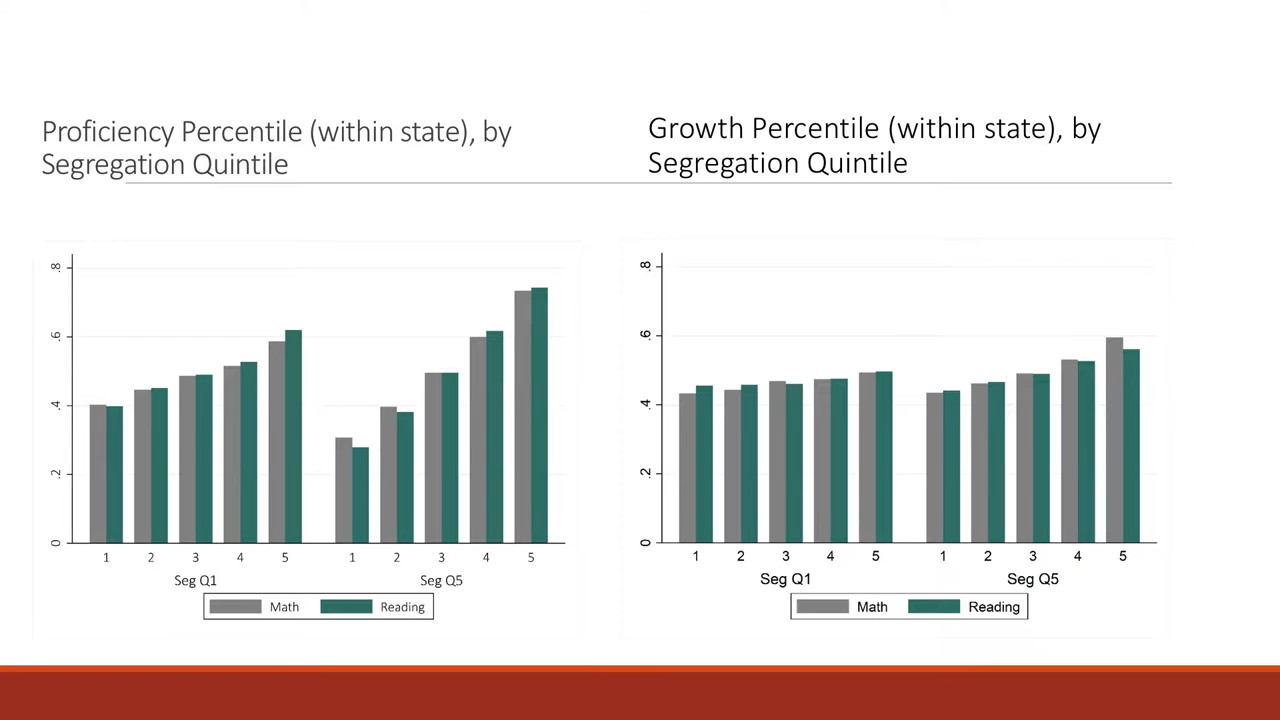 Proficiency Percentile (within state), by
Segregation Quintile
Growth Percentile (within state), by
Segregation Quintile
.8
.6
.4
.2
0
1 2 3 4 5 1 2 3 4 5
Seg Q1 Seg Q5
Math Reading
.8
.6
.4
.2
0
1 2 3 4 5 1 2 3 4 5
Seg Q1 Seg Q5
Math Reading